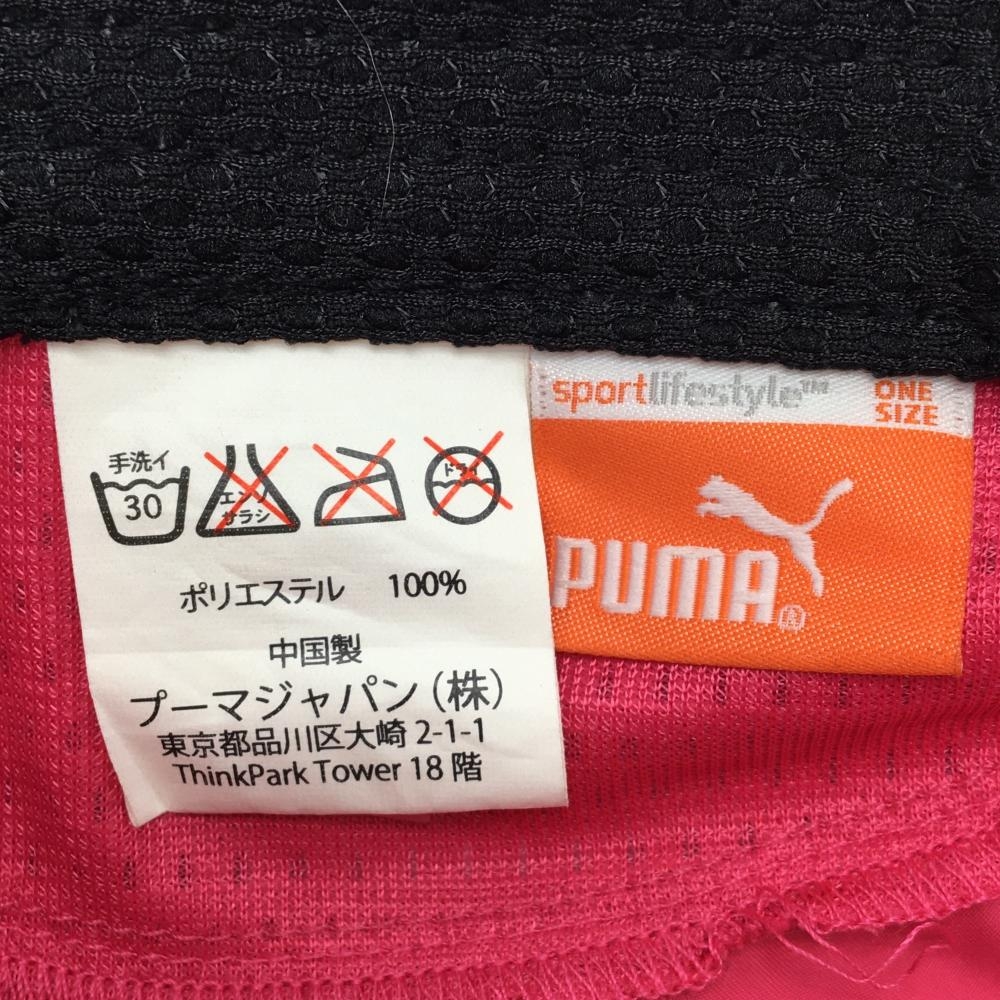 手洗イ
30
エンソ
サラシ
ドライ
ポリエステル 100%
中国製
プーマジャパン(株)
東京都品川区大崎 2-1-1
ThinkPark Tower 18 階
sportlifestyle™
ONE
SIZE
PUMA®